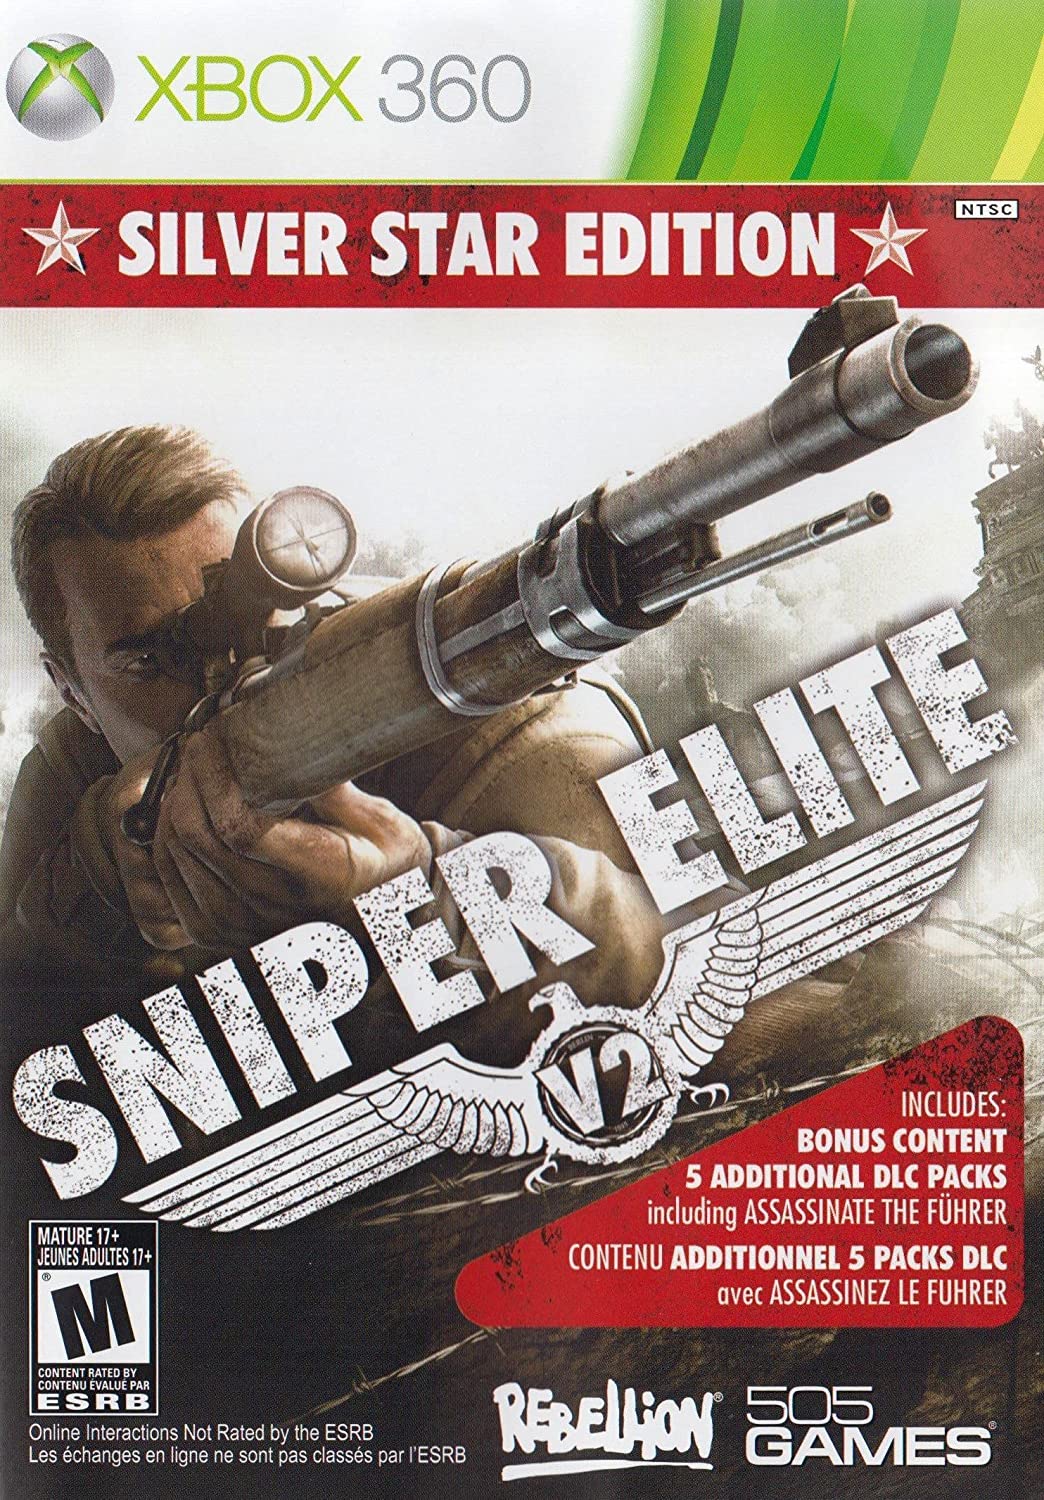 XBOX 360
NTSC
SILVER STAR EDITION
SNIPER ELITE
BERLIN
V2
INCLUDES:
BONUS CONTENT
5 ADDITIONAL DLC PACKS
including ASSASSINATE THE FÜHRER
CONTENU ADDITIONNEL 5 PACKS DLC
avec ASSASSINEZ LE FUHRER
MATURE 17+
JEUNES ADULTES 17+
®
M
CONTENT RATED BY
CONTENU ÉVALUÉ PAR
ESRB
Online Interactions Not Rated by the ESRB
Les échanges en ligne ne sont pas classés par l'ESRB
REBELLION®
505
GAMES®